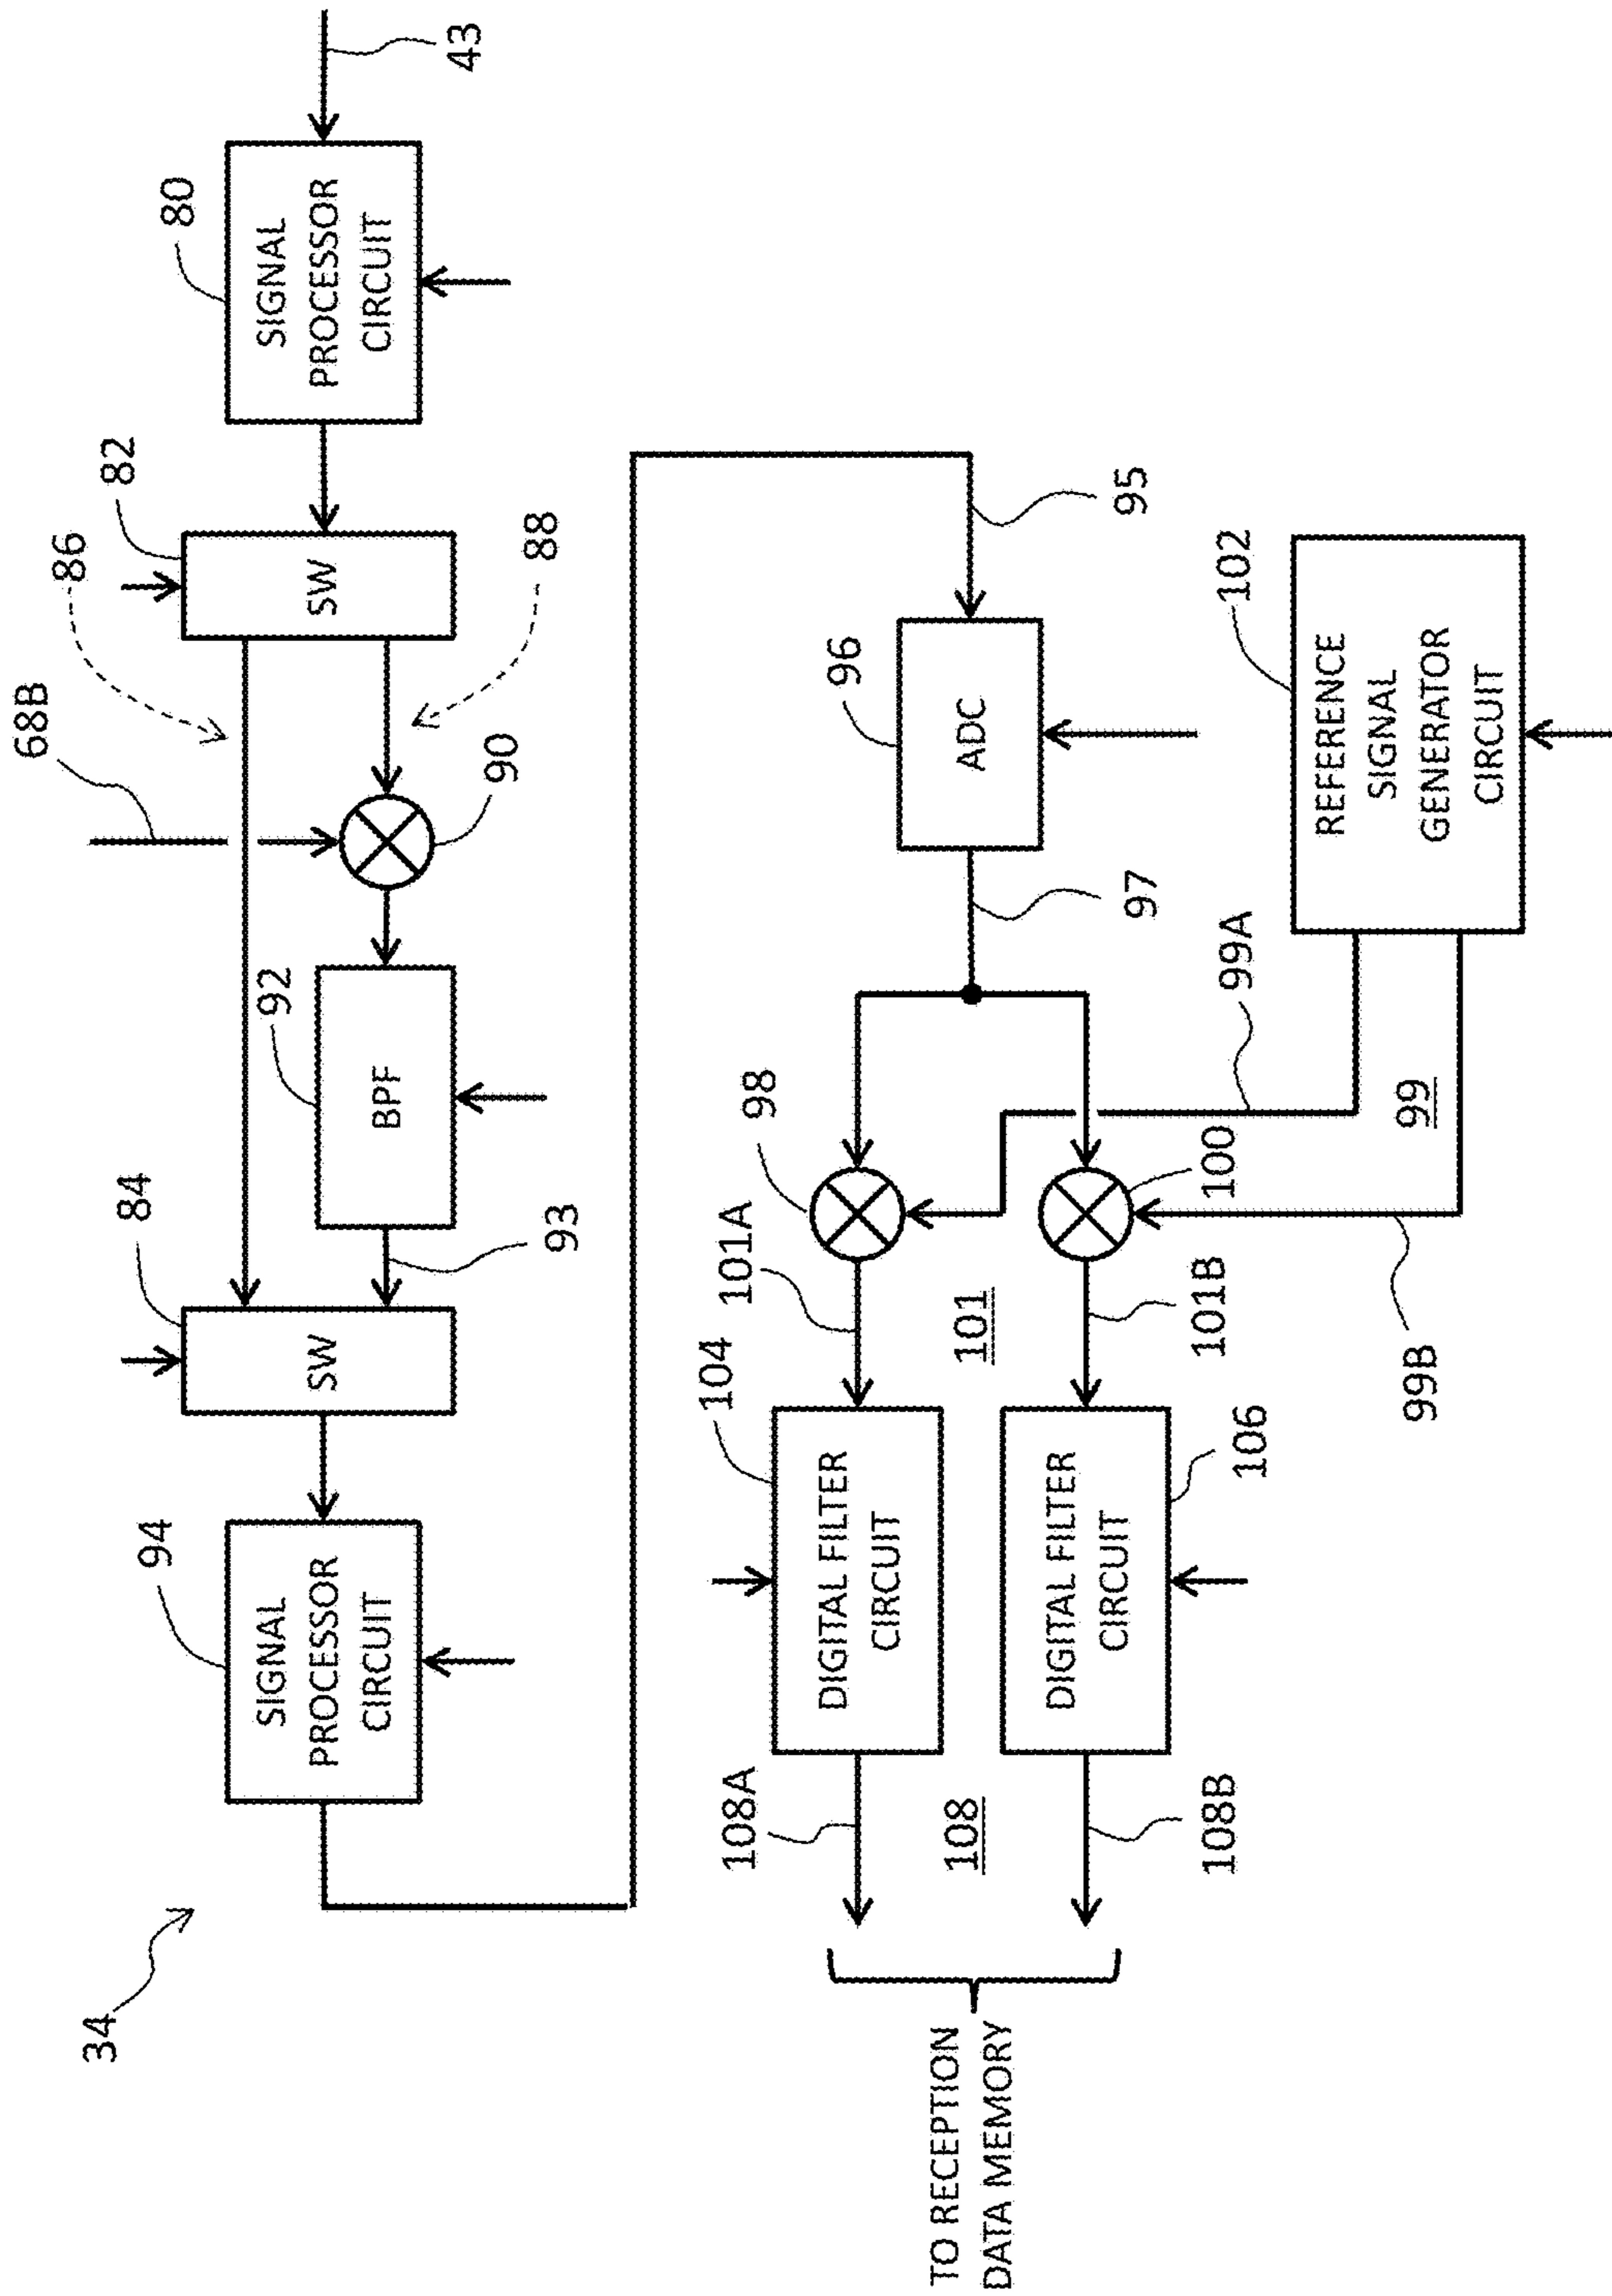 34
94
SIGNAL
PROCESSOR
CIRCUIT
84
SW
93
92
BPF
68B
90
86
88
82
SW
80
SIGNAL
PROCESSOR
CIRCUIT
43
TO RECEPTION
DATA MEMORY
108A
108
108B
104
DIGITAL FILTER
CIRCUIT
DIGITAL FILTER
CIRCUIT
106
101A
101
101B
98
100
99A
99
99B
97
96
ADC
95
102
REFERENCE
SIGNAL
GENERATOR
CIRCUIT